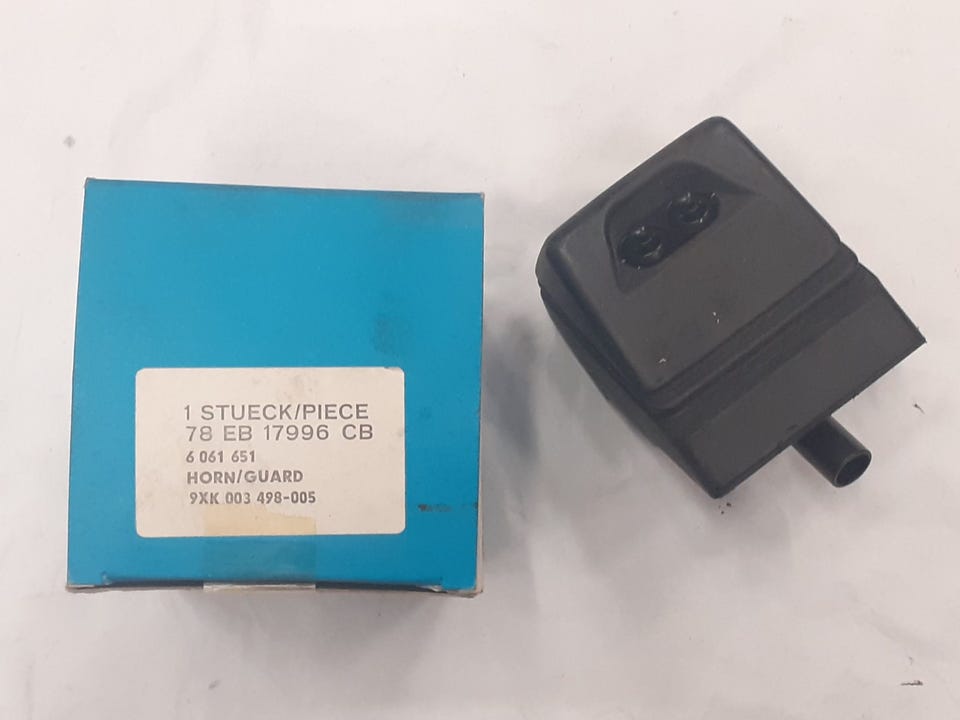 1 STUECK/PIECE
78 EB 17996 CB
6 061 651
HORN/GUARD
9XK 003 498-005